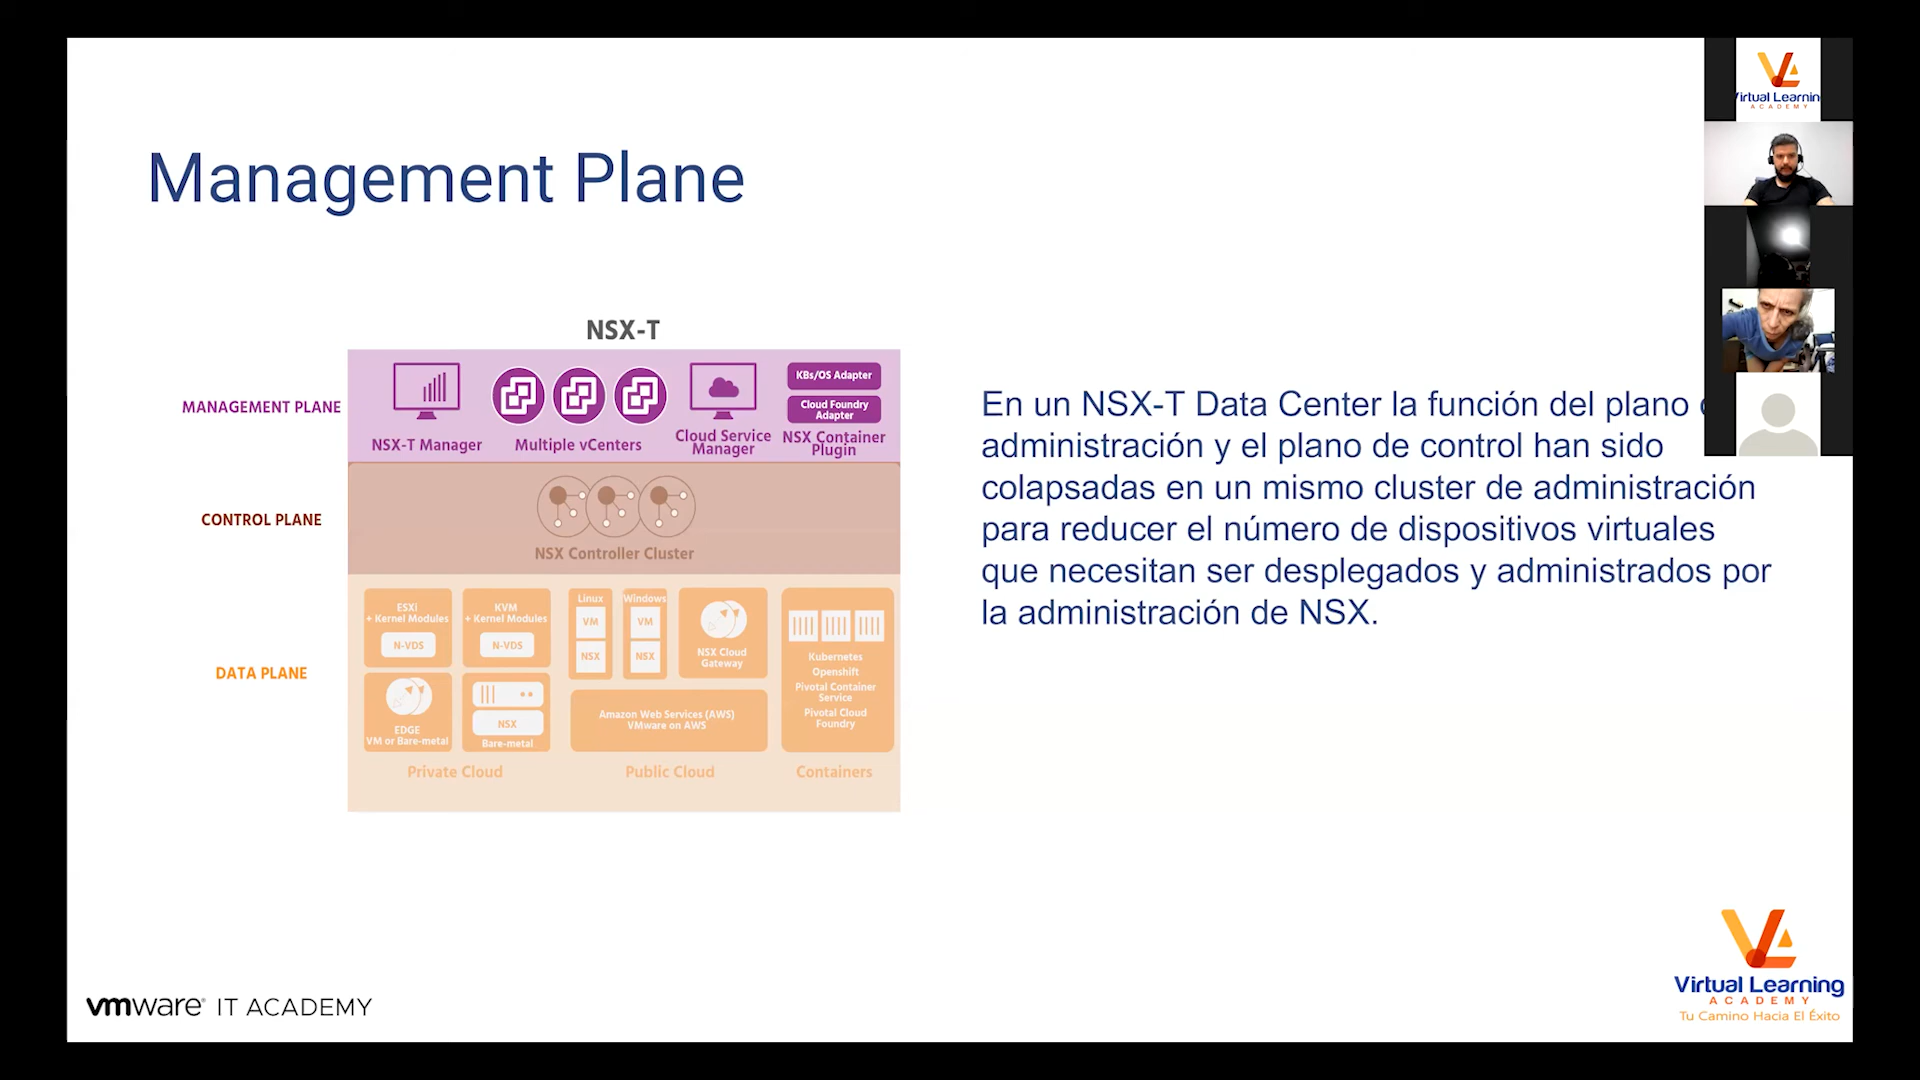 Management Plane
NSX-T
MANAGEMENT PLANE
NSX-T Manager
Multiple vCenters
Cloud Service
Manager
KBs/OS Adapter
Cloud Foundry
Adapter
NSX Container
Plugin
CONTROL PLANE
NSX Controller Cluster
DATA PLANE
ESXi
+ Kernel Modules
N-VDS
KVM
+ Kernel Modules
N-VDS
Linux
VM
NSX
Windows
VM
NSX
NSX Cloud
Gateway
EDGE
VM or Bare-metal
NSX
Bare-metal
Amazon Web Services (AWS)
VMware on AWS
Kubernetes
Openshift
Pivotal Container
Service
Pivotal Cloud
Foundry
Private Cloud
Public Cloud
Containers
En un NSX-T Data Center la función del plano
administración y el plano de control han sido
colapsadas en un mismo cluster de administración
para reducer el número de dispositivos virtuales
que necesitan ser desplegados y administrados por
la administración de NSX.
Virtual Learnin
ACADEMY
vmware® IT ACADEMY
Virtual Learning
ACADEMY
Tu Camino Hacia El Éxito